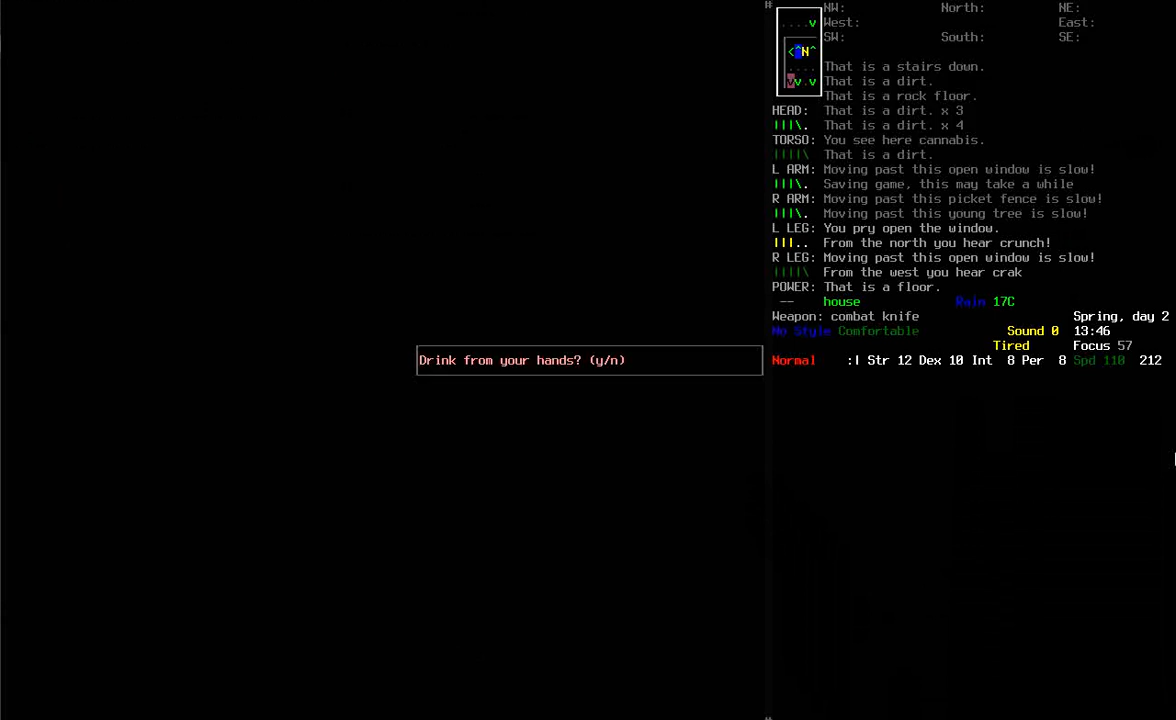 NW: North: NE:
West: East:
SW: South: SE:
....v
<^N^
....
vv.v
That is a stairs down.
That is a dirt.
That is a rock floor.
HEAD: That is a dirt. x 3
|||\. That is a dirt. x 4
TORSO: You see here cannabis.
||||\ That is a dirt.
L ARM: Moving past this open window is slow!
|||\. Saving game, this may take a while
R ARM: Moving past this picket fence is slow!
|||\. Moving past this young tree is slow!
L LEG: You pry open the window.
|||.. From the north you hear crunch!
R LEG: Moving past this open window is slow!
||||\ From the west you hear crak
POWER: That is a floor.
-- house Rain 17C
Weapon: combat knife Spring, day 2
No Style Comfortable Sound 0 13:46
Tired Focus 57
Drink from your hands? (y/n)
Normal :| Str 12 Dex 10 Int 8 Per 8 Spd 110 212